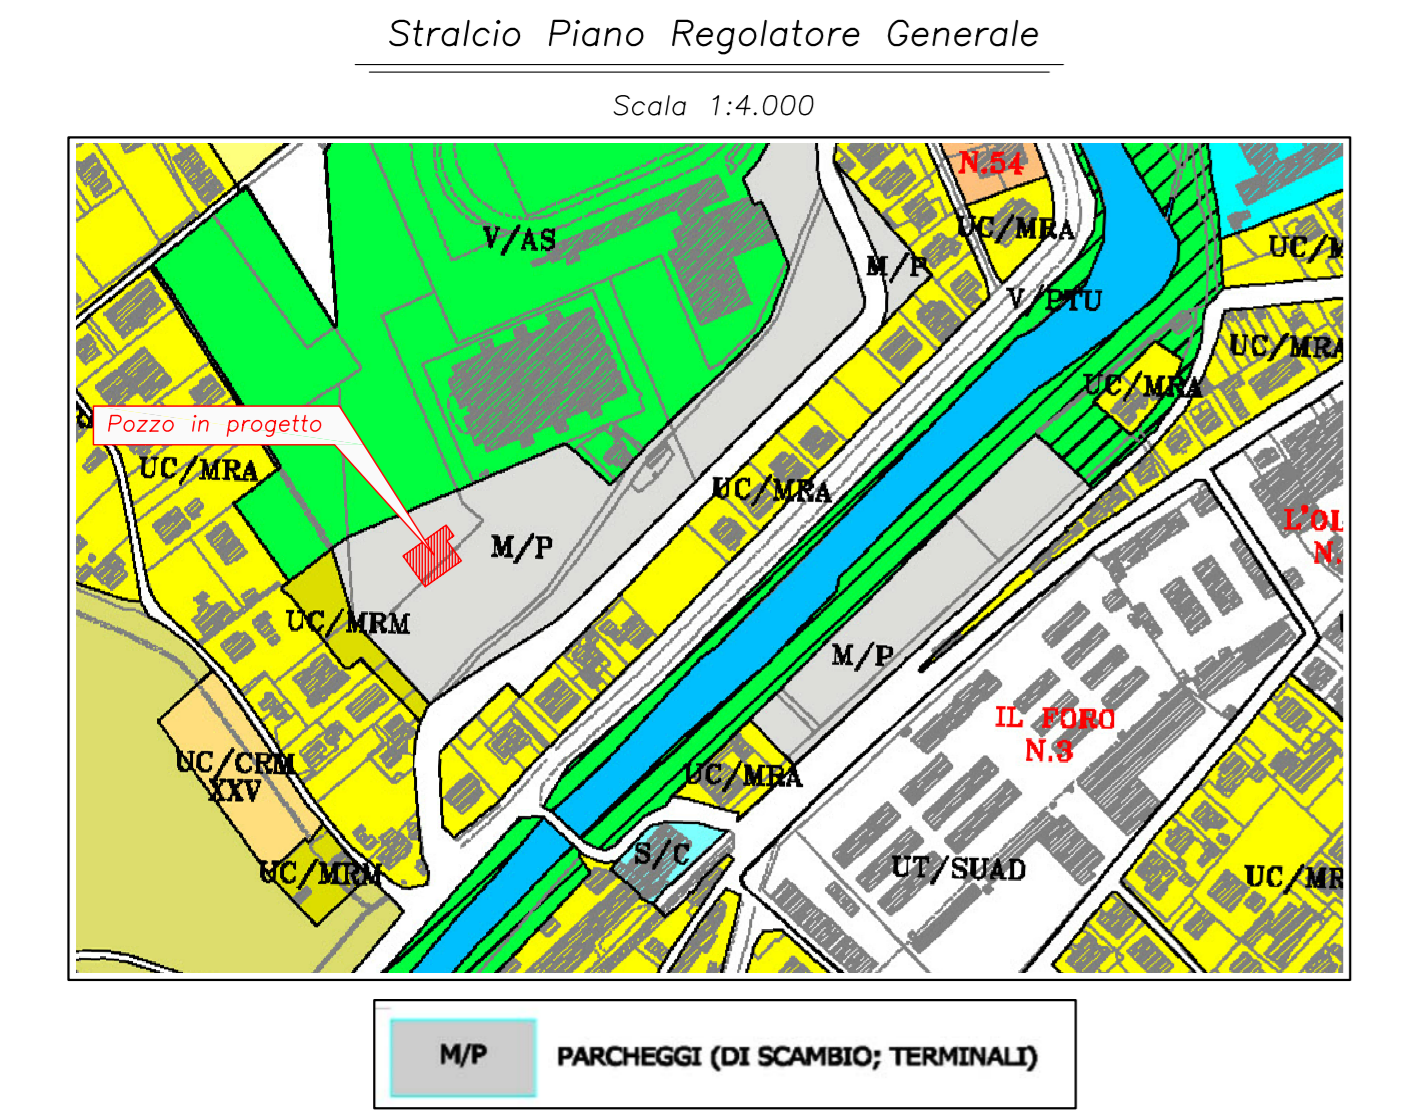 Stralcio Piano Regolatore Generale
Scala 1:4.000
N.54
V/AS
UC/MRA
M/P
V/PTU
UC/MRA
UC/MRA
Pozzo in progetto
UC/MRA
UC/MRA
M/P
UC/MRM
M/P
IL FORO
N.3
UC/CRM
XXV
UC/MRA
S/C
UC/MRM
UT/SUAD
M/P
PARCHEGGI (DI SCAMBIO; TERMINALI)